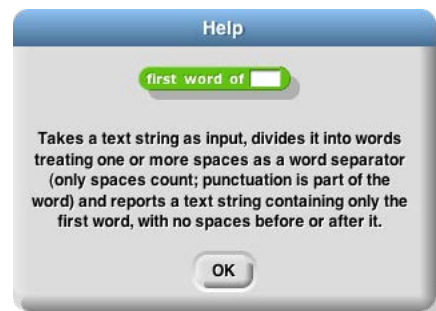 Help
first word of
Takes a text string as input, divides it into words
treating one or more spaces as a word separator
(only spaces count; punctuation is part of the
word) and reports a text string containing only the
first word, with no spaces before or after it.
OK